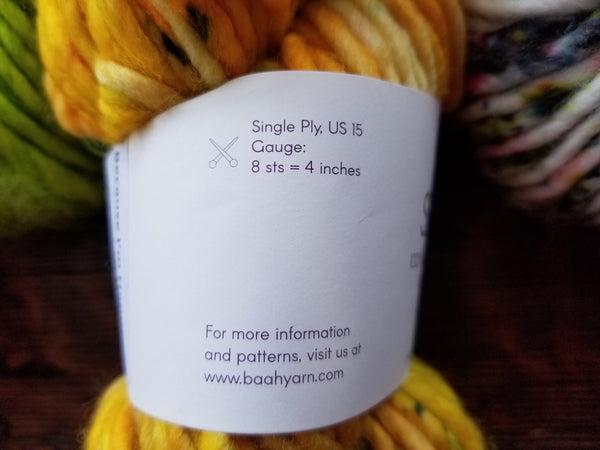 Single Ply, US 15
Gauge:
8 sts = 4 inches
For more information
and patterns, visit us at
www.baahyarn.com
Because